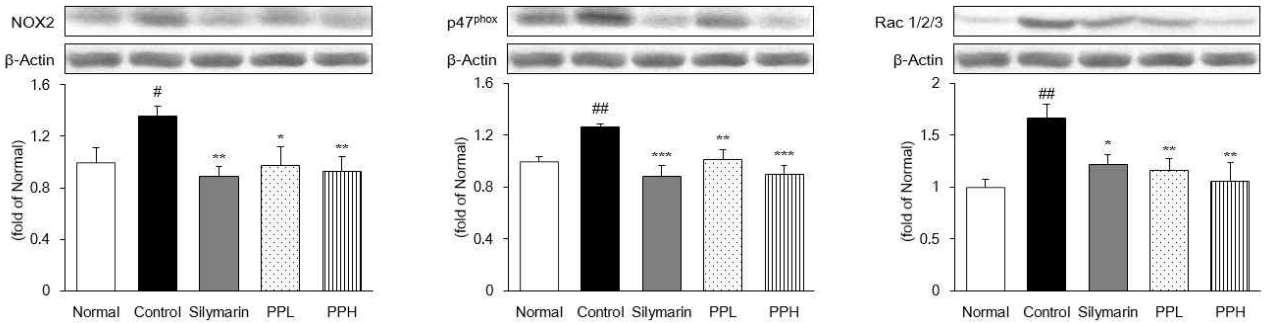 NOX2
β-Actin
1.6
1.2
0.8
0.4
0
(fold of Normal)
#
**
*
**
Normal Control Silymarin PPL PPH
p47phox
β-Actin
1.6
1.2
0.8
0.4
0
(fold of Normal)
##
***
**
***
Normal Control Silymarin PPL PPH
Rac 1/2/3
β-Actin
2
1.5
1
0.5
0
(fold of Normal)
##
*
**
**
Normal Control Silymarin PPL PPH